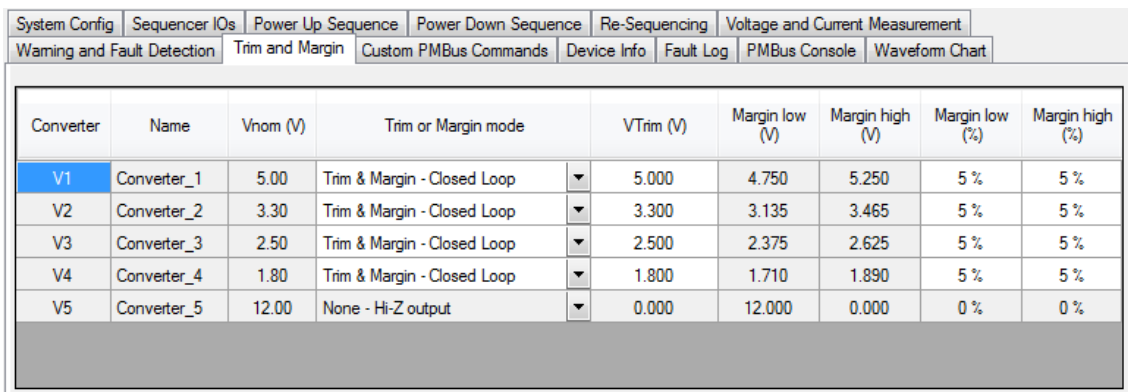 System Config Sequencer IOs Power Up Sequence Power Down Sequence Re-Sequencing Voltage and Current Measurement
Warning and Fault Detection Trim and Margin Custom PMBus Commands Device Info Fault Log PMBus Console Waveform Chart
Converter Name Vnom (V) Trim or Margin mode VTrim (V) Margin low (V) Margin high (V) Margin low (%) Margin high (%)
V1 Converter_1 5.00 Trim & Margin - Closed Loop 5.000 4.750 5.250 5 % 5 %
V2 Converter_2 3.30 Trim & Margin - Closed Loop 3.300 3.135 3.465 5 % 5 %
V3 Converter_3 2.50 Trim & Margin - Closed Loop 2.500 2.375 2.625 5 % 5 %
V4 Converter_4 1.80 Trim & Margin - Closed Loop 1.800 1.710 1.890 5 % 5 %
V5 Converter_5 12.00 None - Hi-Z output 0.000 12.000 0.000 0 % 0 %